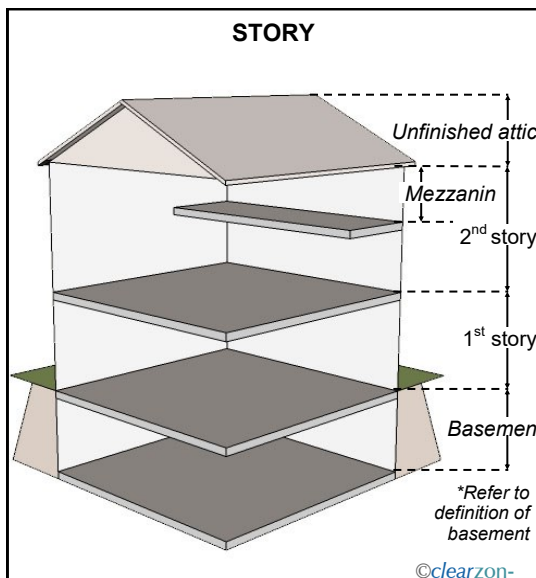 STORY
Unfinished attic
Mezzanin
2nd story
1st story
Basemen
*Refer to
definition of
basement
©clearzon-